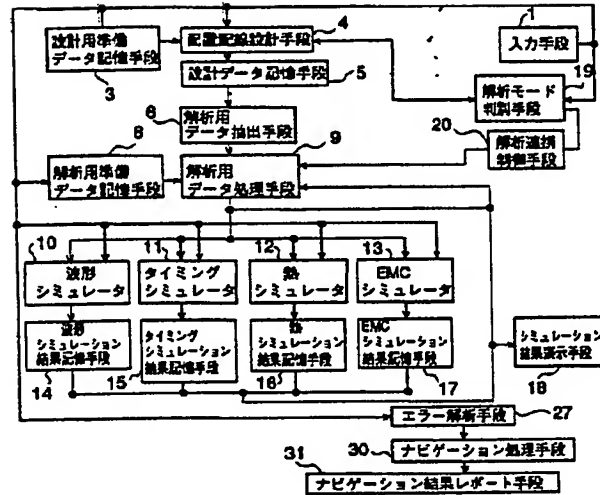 1
入力手段
4
設計用準備
データ記憶手段
配置配線設計手段
3
設計データ記憶手段
5
19
解析モード
判別手段
6
解析用
データ抽出手段
20
解析連携
制御手段
8
9
解析用準備
データ記憶手段
解析用
データ処理手段
10
11
12
13
波形
シミュレータ
タイミング
シミュレータ
熱
シミュレータ
EMC
シミュレータ
波形
シミュレーション
結果記憶手段
タイミング
シミュレーション
結果記憶手段
熱
シミュレーション
結果記憶手段
EMC
シミュレーション
結果記憶手段
シミュレーション
結果表示手段
14
15
16
17
18
エラー解析手段
27
30
ナビゲーション処理手段
31
ナビゲーション結果レポート手段